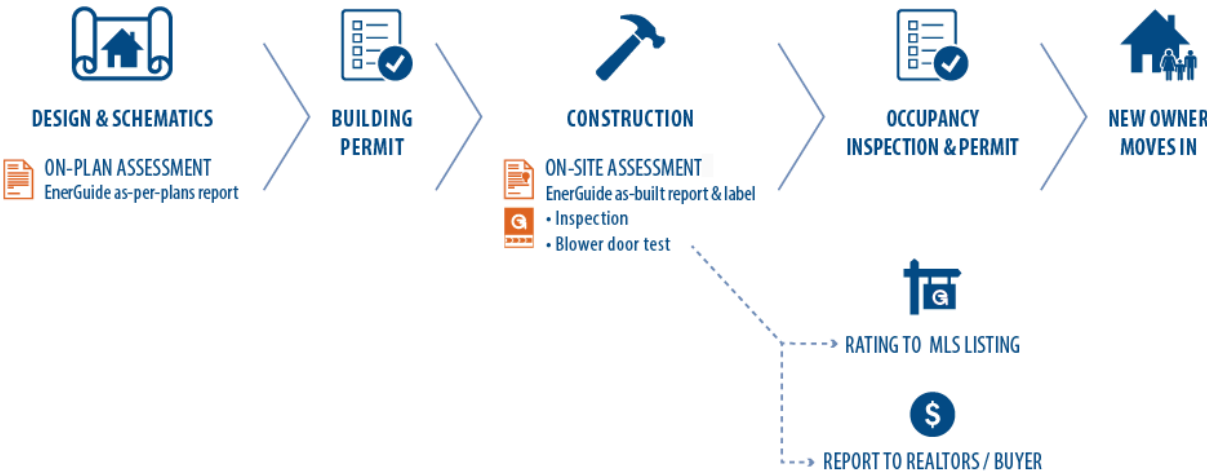 DESIGN & SCHEMATICS
ON-PLAN ASSESSMENT
EnerGuide as-per-plans report
BUILDING
PERMIT
CONSTRUCTION
ON-SITE ASSESSMENT
EnerGuide as-built report & label
• Inspection
• Blower door test
OCCUPANCY
INSPECTION & PERMIT
NEW OWNER
MOVES IN
RATING TO MLS LISTING
$
REPORT TO REALTORS / BUYER